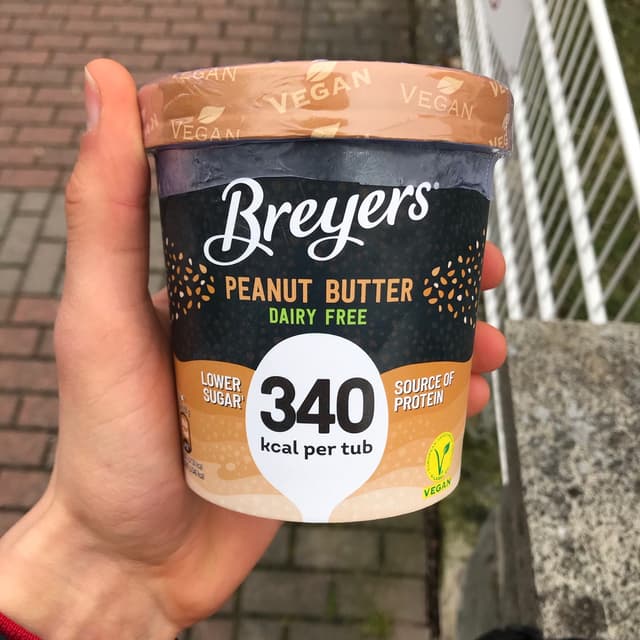 VEGAN
VEGAN
VEGAN
VEGAN
Breyers
PEANUT BUTTER
DAIRY FREE
LOWER
SUGAR
340
kcal per tub
SOURCE OF
PROTEIN
VEGAN